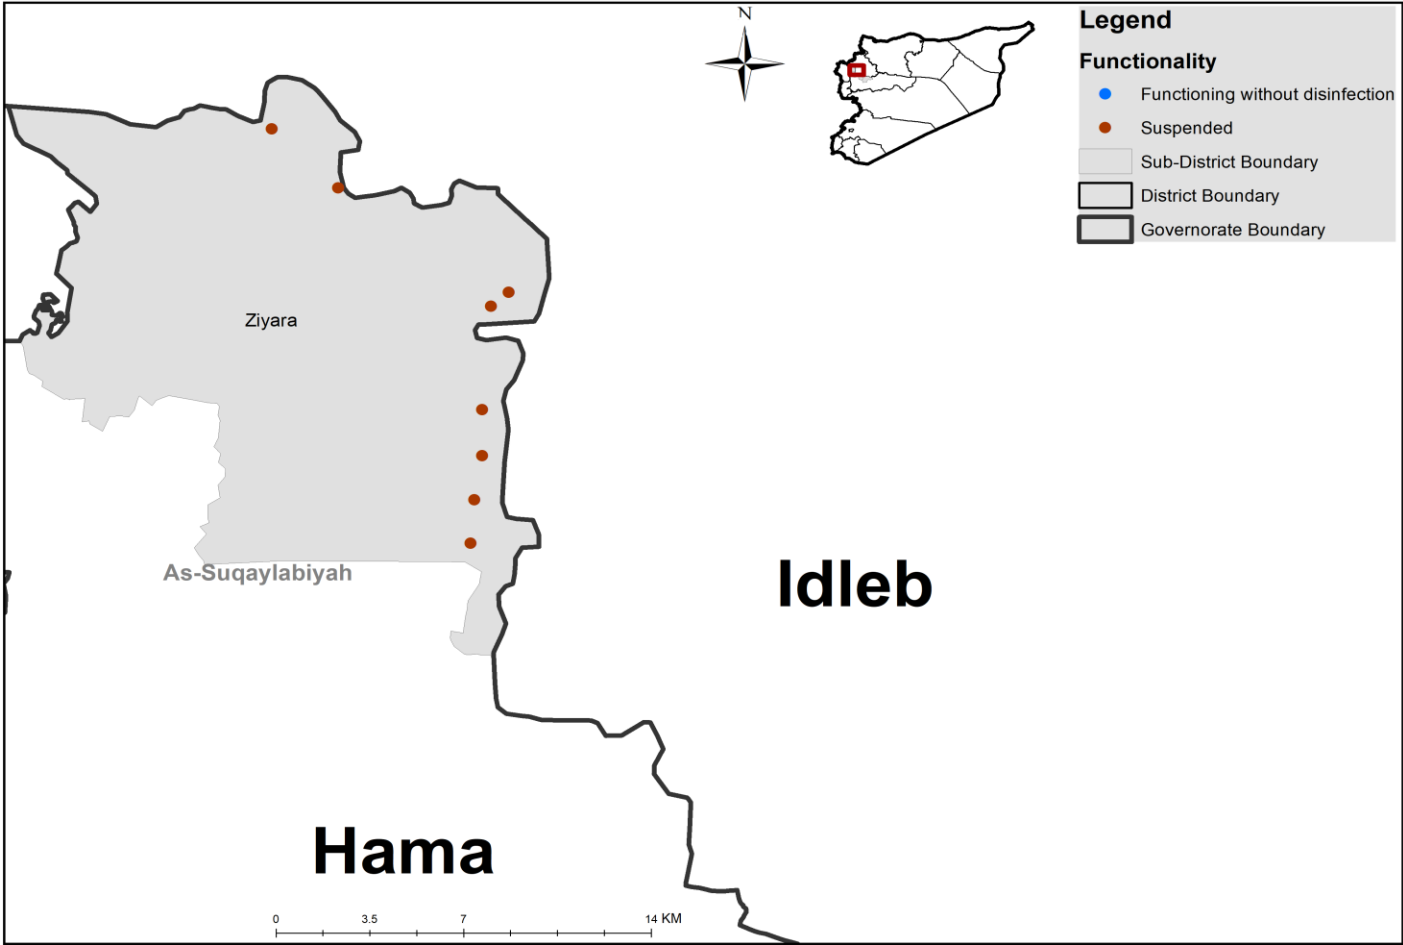 N
Legend
Functionality
Functioning without disinfection
Suspended
Sub-District Boundary
District Boundary
Governorate Boundary
Ziyara
As-Suqaylabiyah
Idleb
Hama
0 3.5 7 14 KM